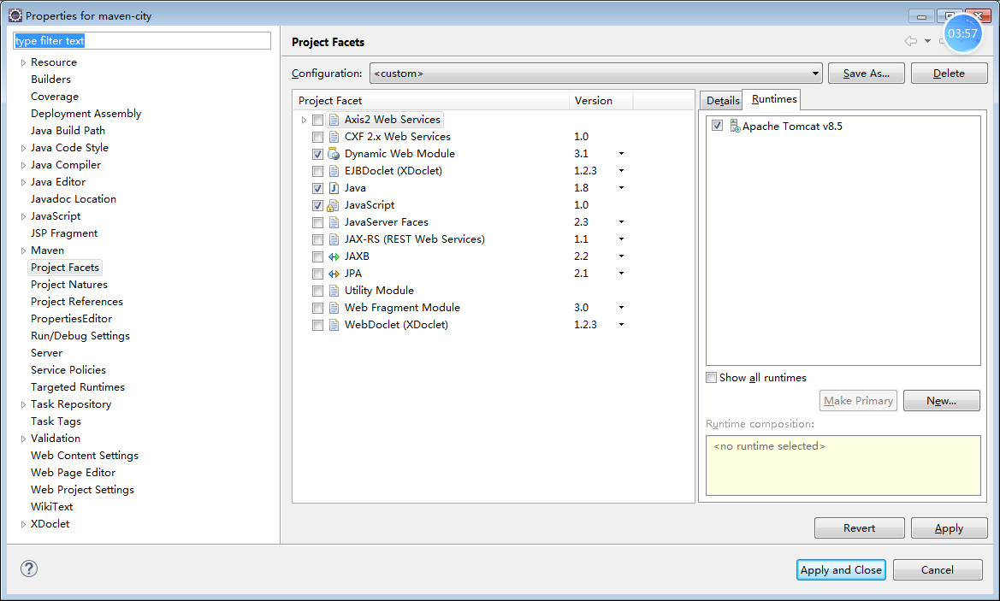 Properties for maven-city
03:57
type filter text
Resource
Builders
Coverage
Deployment Assembly
Java Build Path
Java Code Style
Java Compiler
Java Editor
Javadoc Location
JavaScript
JSP Fragment
Maven
Project Facets
Project Natures
Project References
PropertiesEditor
Run/Debug Settings
Server
Service Policies
Targeted Runtimes
Task Repository
Task Tags
Validation
Web Content Settings
Web Page Editor
Web Project Settings
WikiText
XDoclet
Project Facets
Configuration: <custom> Save As... Delete
Project Facet Version
Axis2 Web Services
CXF 2.x Web Services 1.0
Dynamic Web Module 3.1
EJBDoclet (XDoclet) 1.2.3
Java 1.8
JavaScript 1.0
JavaServer Faces 2.3
JAX-RS (REST Web Services) 1.1
JAXB 2.2
JPA 2.1
Utility Module
Web Fragment Module 3.0
WebDoclet (XDoclet) 1.2.3
Details Runtimes
Apache Tomcat v8.5
Show all runtimes
Make Primary New...
Runtime composition:
<no runtime selected>
Revert Apply
Apply and Close Cancel